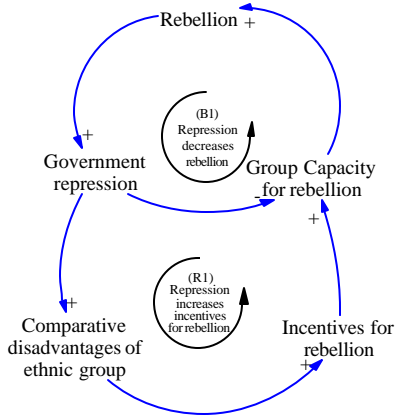 Rebellion
+
(B1)
Repression
decreases
rebellion
+
Government
repression
Group Capacity
for rebellion
-
+
(R1)
Repression
increases
incentives
for rebellion
+
Comparative
disadvantages of
ethnic group
Incentives for
rebellion
+